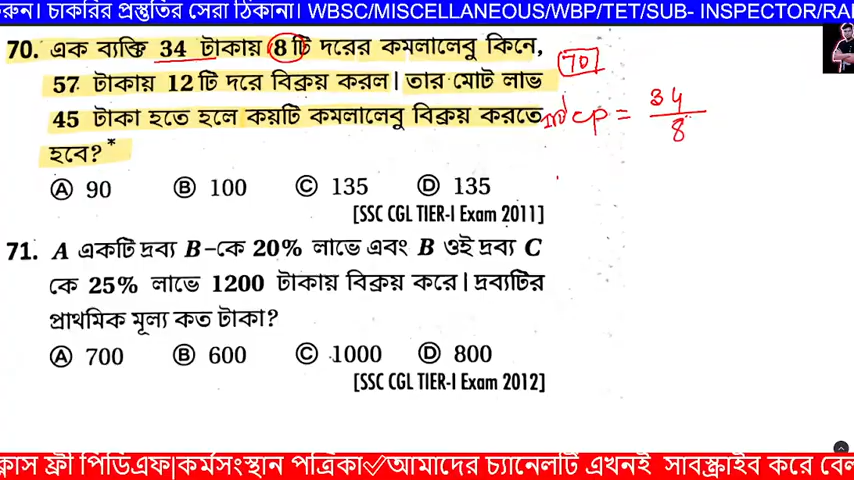 করুন। চাকরির প্রস্তুতির সেরা ঠিকানা। WBSC/MISCELLANEOUS/WBP/TET/SUB- INSPECTOR/RAI
70. এক ব্যক্তি 34 টাকায় 8টি দরের কমলালেবু কিনে,
57 টাকায় 12 টি দরে বিক্রয় করল। তার মোট লাভ
45 টাকা হতে হলে কয়টি কমলালেবু বিক্রয় করতে
হবে?*
Ⓐ 90 Ⓑ 100 Ⓒ 135 Ⓓ 135
[SSC CGL TIER-I Exam 2011]
70
CP = 34/8
71. A একটি দ্রব্য B-কে 20% লাভে এবং B ওই দ্রব্য C
কে 25% লাভে 1200 টাকায় বিক্রয় করে। দ্রব্যটির
প্রাথমিক মূল্য কত টাকা?
Ⓐ 700 Ⓑ 600 Ⓒ 1000 Ⓓ 800
[SSC CGL TIER-I Exam 2012]
ক্লাস ফ্রী পিডিএফ|কর্মসংস্থান পত্রিকা✓আমাদের চ্যানেলটি এখনই সাবস্ক্রাইব করে বেল